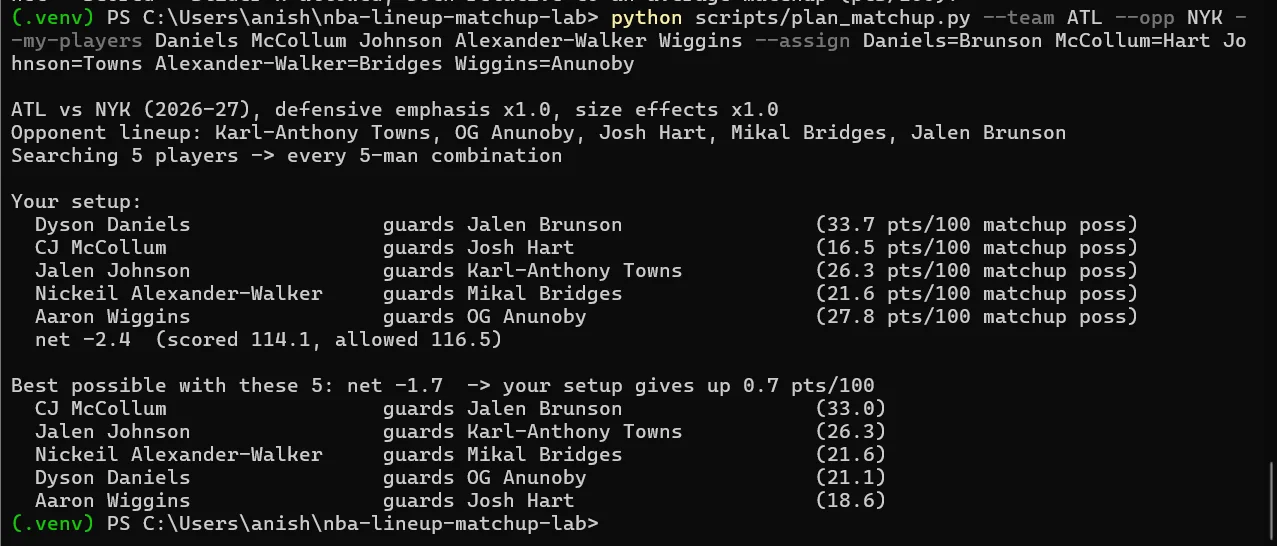 (.venv) PS C:\Users\anish\nba-lineup-matchup-lab> python scripts/plan_matchup.py --team ATL --opp NYK -
-my-players Daniels McCollum Johnson Alexander-Walker Wiggins --assign Daniels=Brunson McCollum=Hart Jo
hnson=Towns Alexander-Walker=Bridges Wiggins=Anunoby
ATL vs NYK (2026-27), defensive emphasis x1.0, size effects x1.0
Opponent lineup: Karl-Anthony Towns, OG Anunoby, Josh Hart, Mikal Bridges, Jalen Brunson
Searching 5 players -> every 5-man combination
Your setup:
Dyson Daniels guards Jalen Brunson (33.7 pts/100 matchup poss)
CJ McCollum guards Josh Hart (16.5 pts/100 matchup poss)
Jalen Johnson guards Karl-Anthony Towns (26.3 pts/100 matchup poss)
Nickeil Alexander-Walker guards Mikal Bridges (21.6 pts/100 matchup poss)
Aaron Wiggins guards OG Anunoby (27.8 pts/100 matchup poss)
net -2.4 (scored 114.1, allowed 116.5)
Best possible with these 5: net -1.7 -> your setup gives up 0.7 pts/100
CJ McCollum guards Jalen Brunson (33.0)
Jalen Johnson guards Karl-Anthony Towns (26.3)
Nickeil Alexander-Walker guards Mikal Bridges (21.6)
Dyson Daniels guards OG Anunoby (21.1)
Aaron Wiggins guards Josh Hart (18.6)
(.venv) PS C:\Users\anish\nba-lineup-matchup-lab>